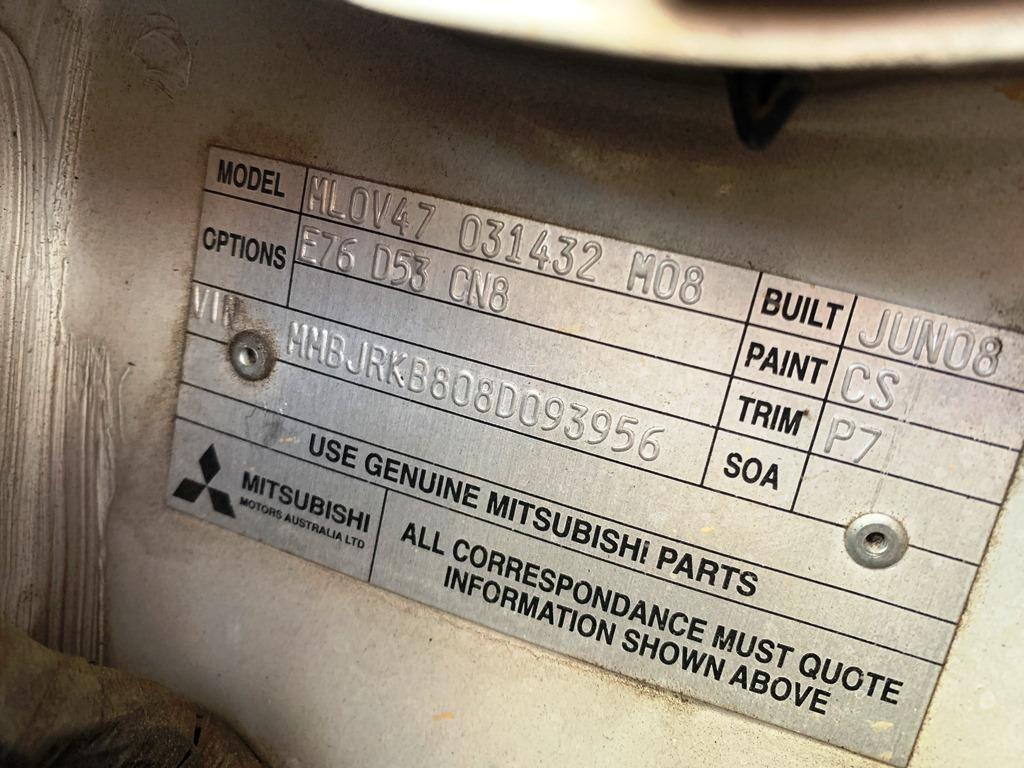 MODEL MLOV47 031432 M08 BUILT JUN08
OPTIONS E76 D53 CN8 PAINT CS
TRIM P7
VIN MMBJRKB808D093956 SOA
USE GENUINE MITSUBISHI PARTS
MITSUBISHI
MOTORS AUSTRALIA LTD
ALL CORRESPONDANCE MUST QUOTE
INFORMATION SHOWN ABOVE